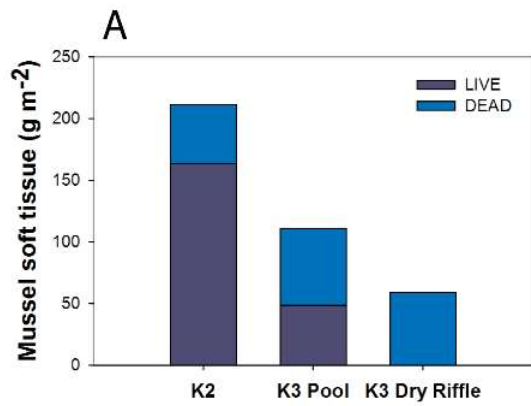 A
Mussel soft tissue (g m-2)
250
200
150
100
50
0
LIVE
DEAD
K2
K3 Pool
K3 Dry Riffle